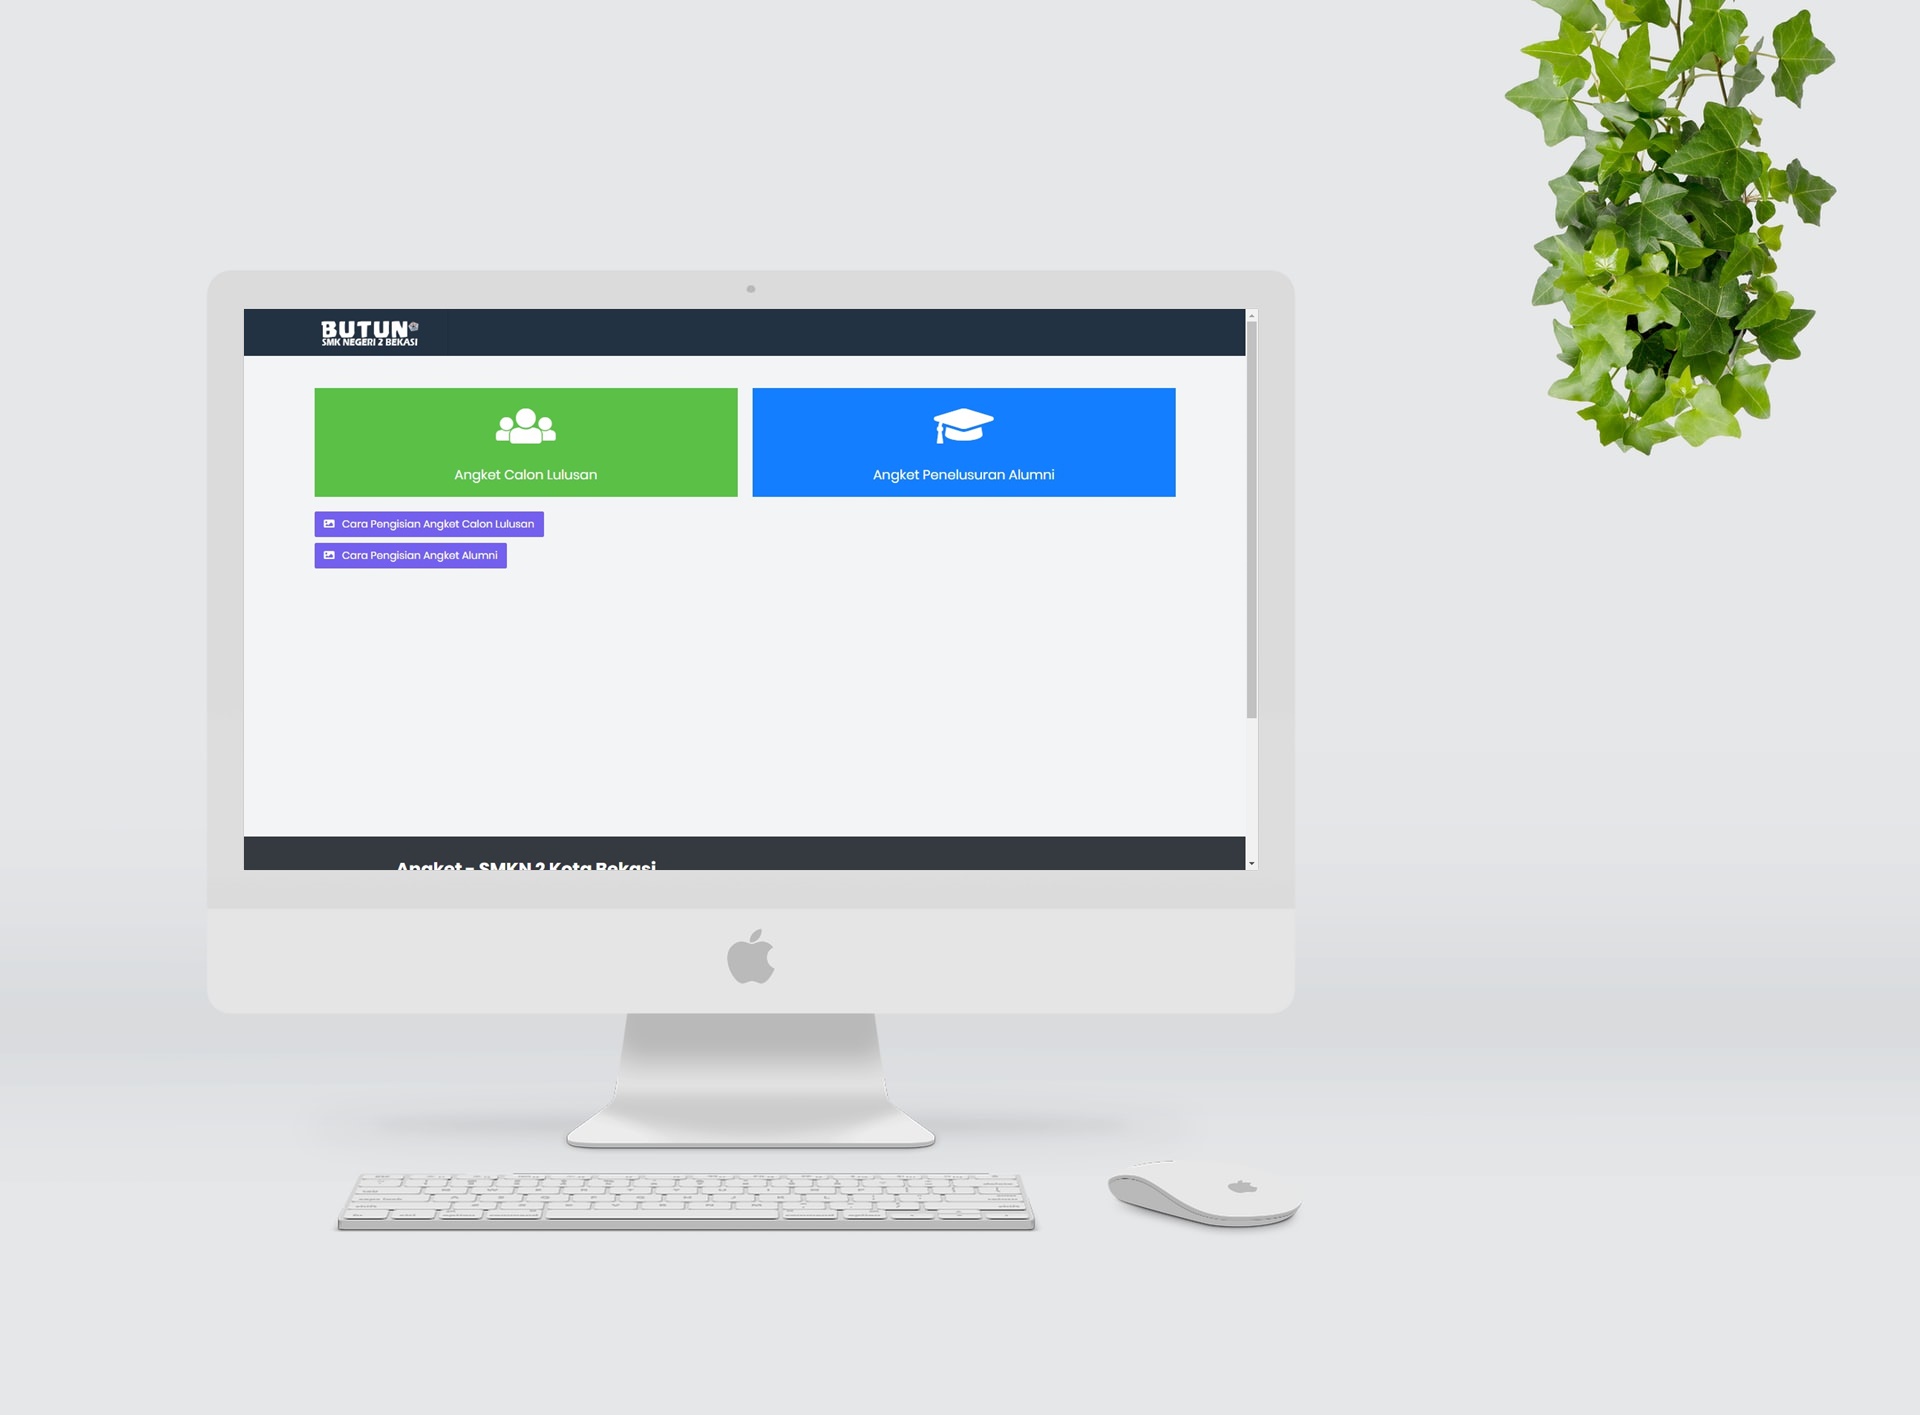 BUTUN
SMK NEGERI 2 BEKASI
Angket Calon Lulusan
Angket Penelusuran Alumni
Cara Pengisian Angket Calon Lulusan
Cara Pengisian Angket Alumni
Angket - SMKN 2 Kota Bekasi